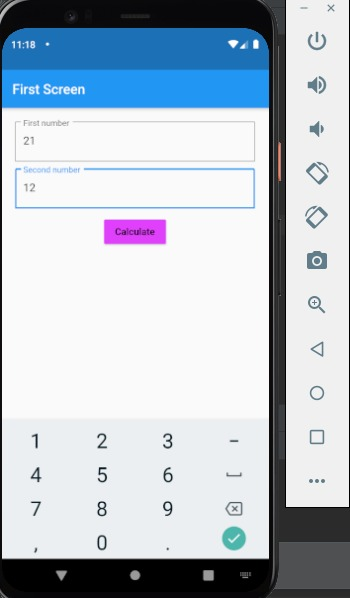 11:18
First Screen
First number
21
Second number
12
Calculate
1 2 3 -
4 5 6
7 8 9
, 0 .